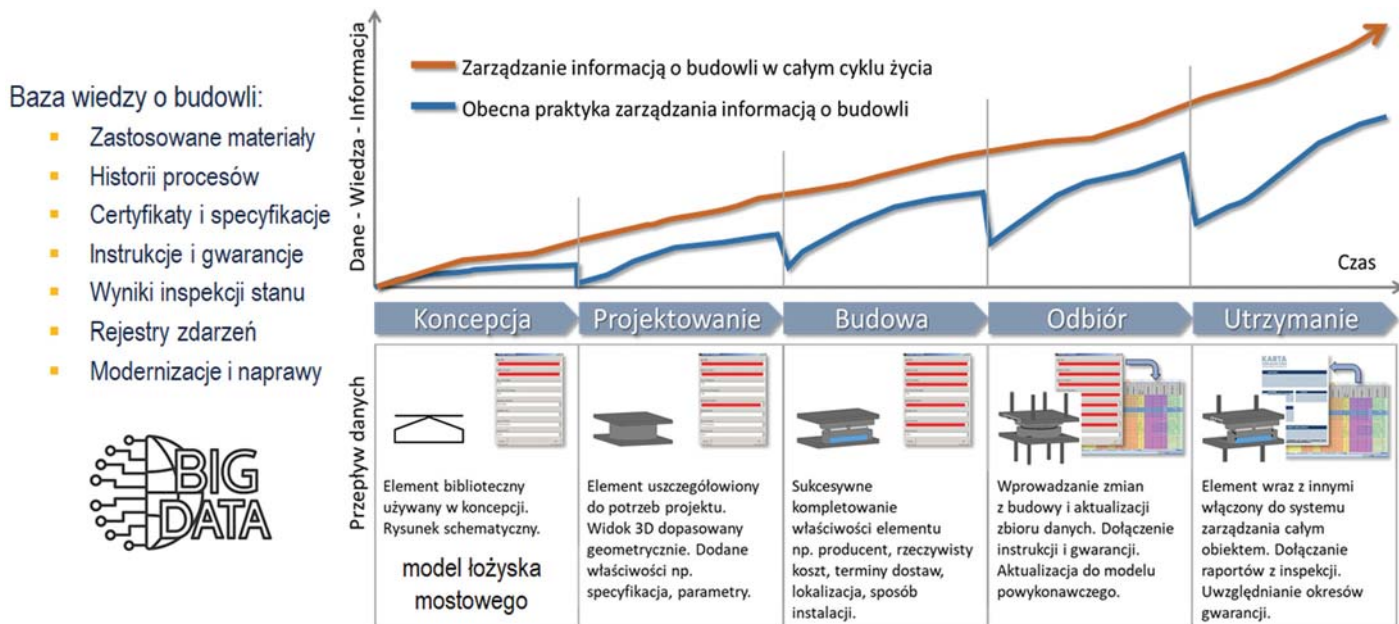 Baza wiedzy o budowli:
Zastosowane materiały
Historii procesów
Certyfikaty i specyfikacje
Instrukcje i gwarancje
Wyniki inspekcji stanu
Rejestry zdarzeń
Modernizacje i naprawy
BIG
DATA
Dane - Wiedza - Informacja
Zarządzanie informacją o budowli w całym cyklu życia
Obecna praktyka zarządzania informacją o budowli
Czas
Koncepcja
Projektowanie
Budowa
Odbiór
Utrzymanie
Przepływ danych
KARTA
Element biblioteczny
używany w koncepcji.
Rysunek schematyczny.
model łożyska
mostowego
Element uszczegółowiony
do potrzeb projektu.
Widok 3D dopasowany
geometrycznie. Dodane
właściwości np.
specyfikacja, parametry.
Sukcesywne
kompletowanie
właściwości elementu
np. producent, rzeczywisty
koszt, terminy dostaw,
lokalizacja, sposób
instalacji.
Wprowadzanie zmian
z budowy i aktualizacji
zbioru danych. Dołączenie
instrukcji i gwarancji.
Aktualizacja do modelu
powykonawczego.
Element wraz z innymi
włączony do systemu
zarządzania całym
obiektem. Dołączanie
raportów z inspekcji.
Uwzględnianie okresów
gwarancji.